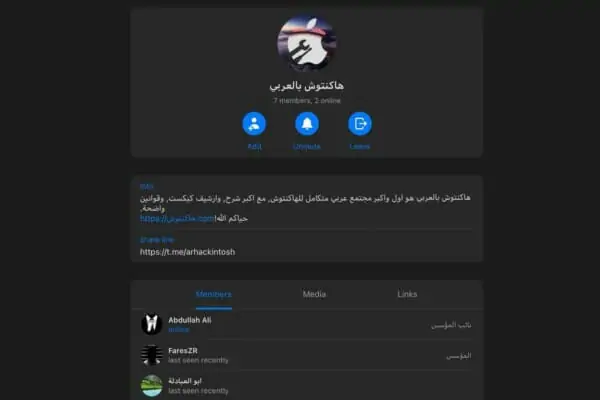 هاكنتوش بالعربي
7 members, 2 online
Add
Unmute
Leave
Info
هاكنتوش بالعربي هو اول واكبر مجتمع عربي متكامل للهاكنتوش, مع اكبر شرح, وارشيف كيكست, وقوانين
واضحة,
حياكم الله!https://هاكنتوش.com
share link
https://t.me/arhackintosh
Members
Media
Links
Abdullah Ali
online
نائب المؤسس
FaresZR
last seen recently
المؤسس
ابو العبادلة
last seen recently